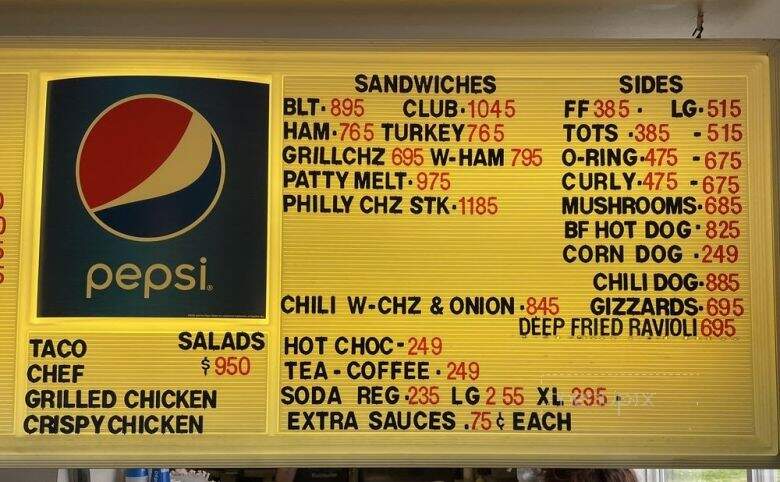 pepsi
SALADS
TACO
$950
CHEF
GRILLED CHICKEN
CRISPY CHICKEN
SANDWICHES
BLT·895 CLUB·1045
HAM·765 TURKEY765
GRILLCHZ 695 W-HAM 795
PATTY MELT·975
PHILLY CHZ STK·1185
CHILI W-CHZ & ONION·845
HOT CHOC-249
TEA-COFFEE·249
SODA REG·235 LG 2 55 XL 295
EXTRA SAUCES .75¢ EACH
SIDES
FF385· LG·515
TOTS·385 -515
O-RING·475 -675
CURLY·475 -675
MUSHROOMS·685
BF HOT DOG·825
CORN DOG·249
CHILI DOG·885
GIZZARDS·695
DEEP FRIED RAVIOLI 695